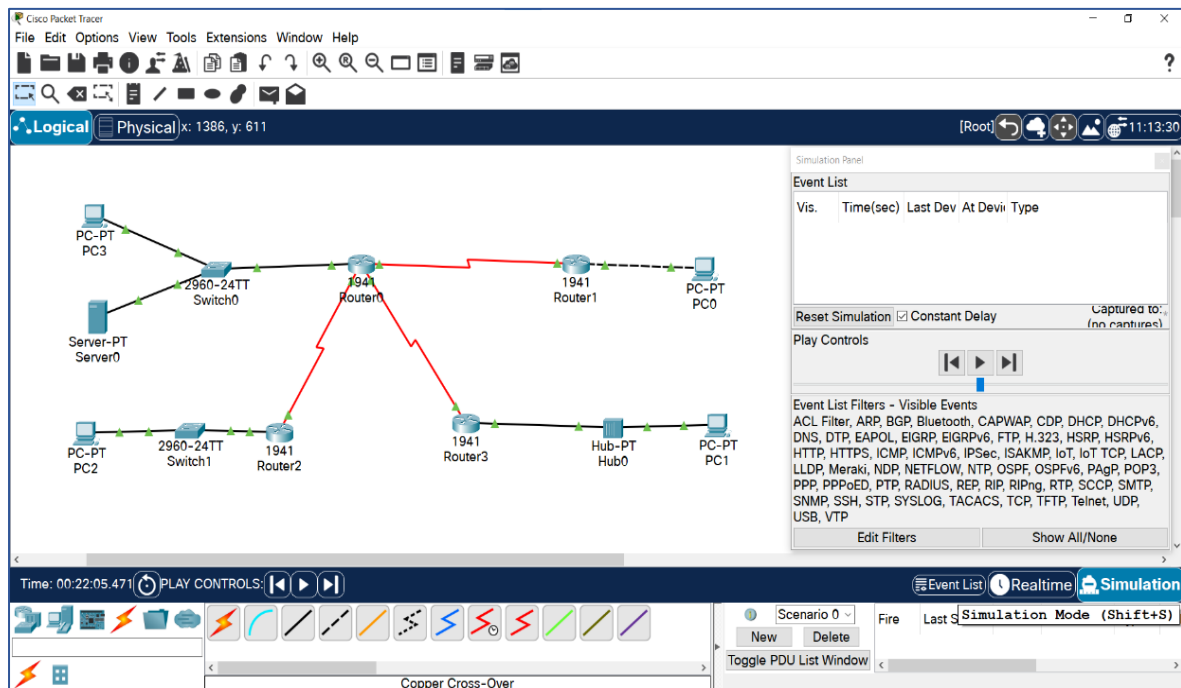 Cisco Packet Tracer
File Edit Options View Tools Extensions Window Help
?
Logical Physical x: 1386, y: 611 [Root] 11:13:30
Simulation Panel
Event List
Vis. Time(sec) Last Dev At Devic Type
PC-PT
PC3
2960-24TT
Switch0
1941
Router0
1941
Router1
PC-PT
PC0
Server-PT
Server0
PC-PT
PC2
2960-24TT
Switch1
1941
Router2
1941
Router3
Hub-PT
Hub0
PC-PT
PC1
Reset Simulation Constant Delay Captured to:
(no captures)
Play Controls
Event List Filters - Visible Events
ACL Filter, ARP, BGP, Bluetooth, CAPWAP, CDP, DHCP, DHCPv6,
DNS, DTP, EAPOL, EIGRP, EIGRPv6, FTP, H.323, HSRP, HSRPv6,
HTTP, HTTPS, ICMP, ICMPv6, IPSec, ISAKMP, IoT, IoT TCP, LACP,
LLDP, Meraki, NDP, NETFLOW, NTP, OSPF, OSPFv6, PAgP, POP3,
PPP, PPPoED, PTP, RADIUS, REP, RIP, RIPng, RTP, SCCP, SMTP,
SNMP, SSH, STP, SYSLOG, TACACS, TCP, TFTP, Telnet, UDP,
USB, VTP
Edit Filters Show All/None
Time: 00:22:05.471 PLAY CONTROLS: Event List Realtime Simulation
Scenario 0 Fire Last S Simulation Mode (Shift+S)
New Delete
Toggle PDU List Window
Copper Cross-Over